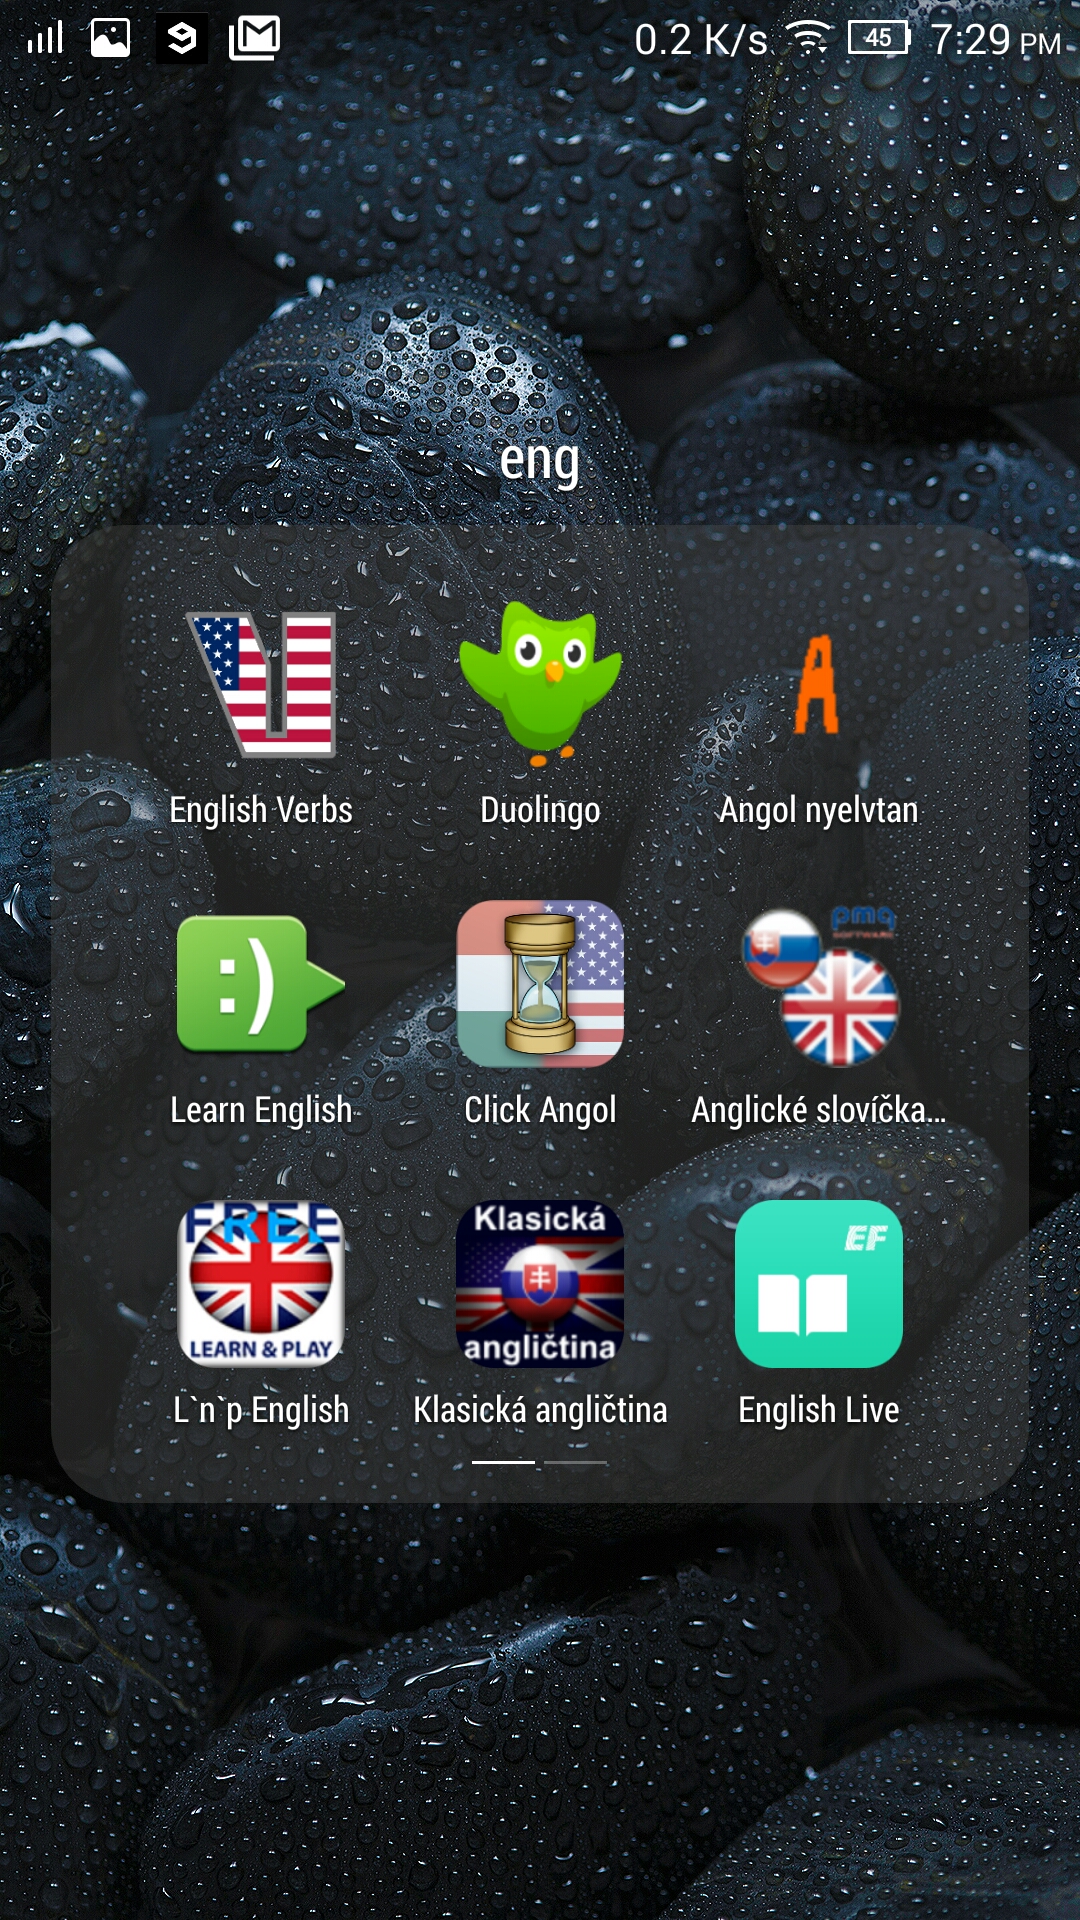 0.2 K/s 45 7:29 PM
eng
English Verbs
Duolingo
Angol nyelvtan
:)
pmq
SOFTWARE
Learn English
Click Angol
Anglické slovíčka...
FREE
LEARN & PLAY
Klasická
angličtina
EF
L`n`p English
Klasická angličtina
English Live